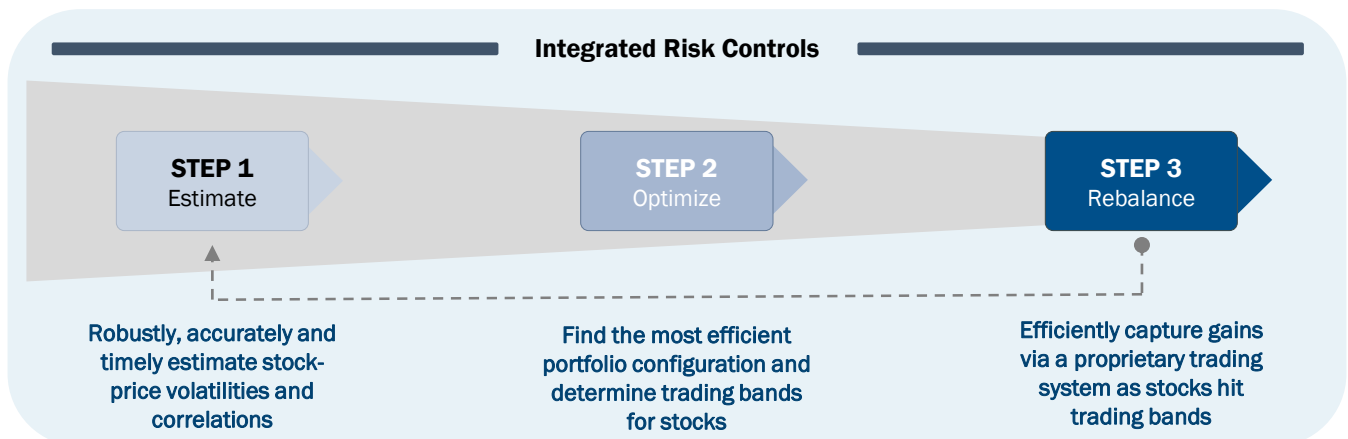 Integrated Risk Controls
STEP 1
Estimate
STEP 2
Optimize
STEP 3
Rebalance
Robustly, accurately and
timely estimate stock-
price volatilities and
correlations
Find the most efficient
portfolio configuration and
determine trading bands
for stocks
Efficiently capture gains
via a proprietary trading
system as stocks hit
trading bands